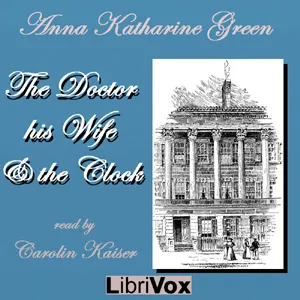 Anna Katharine Green
The Doctor
his Wife
& the Clock
read by
Carolin Kaiser
LibriVox